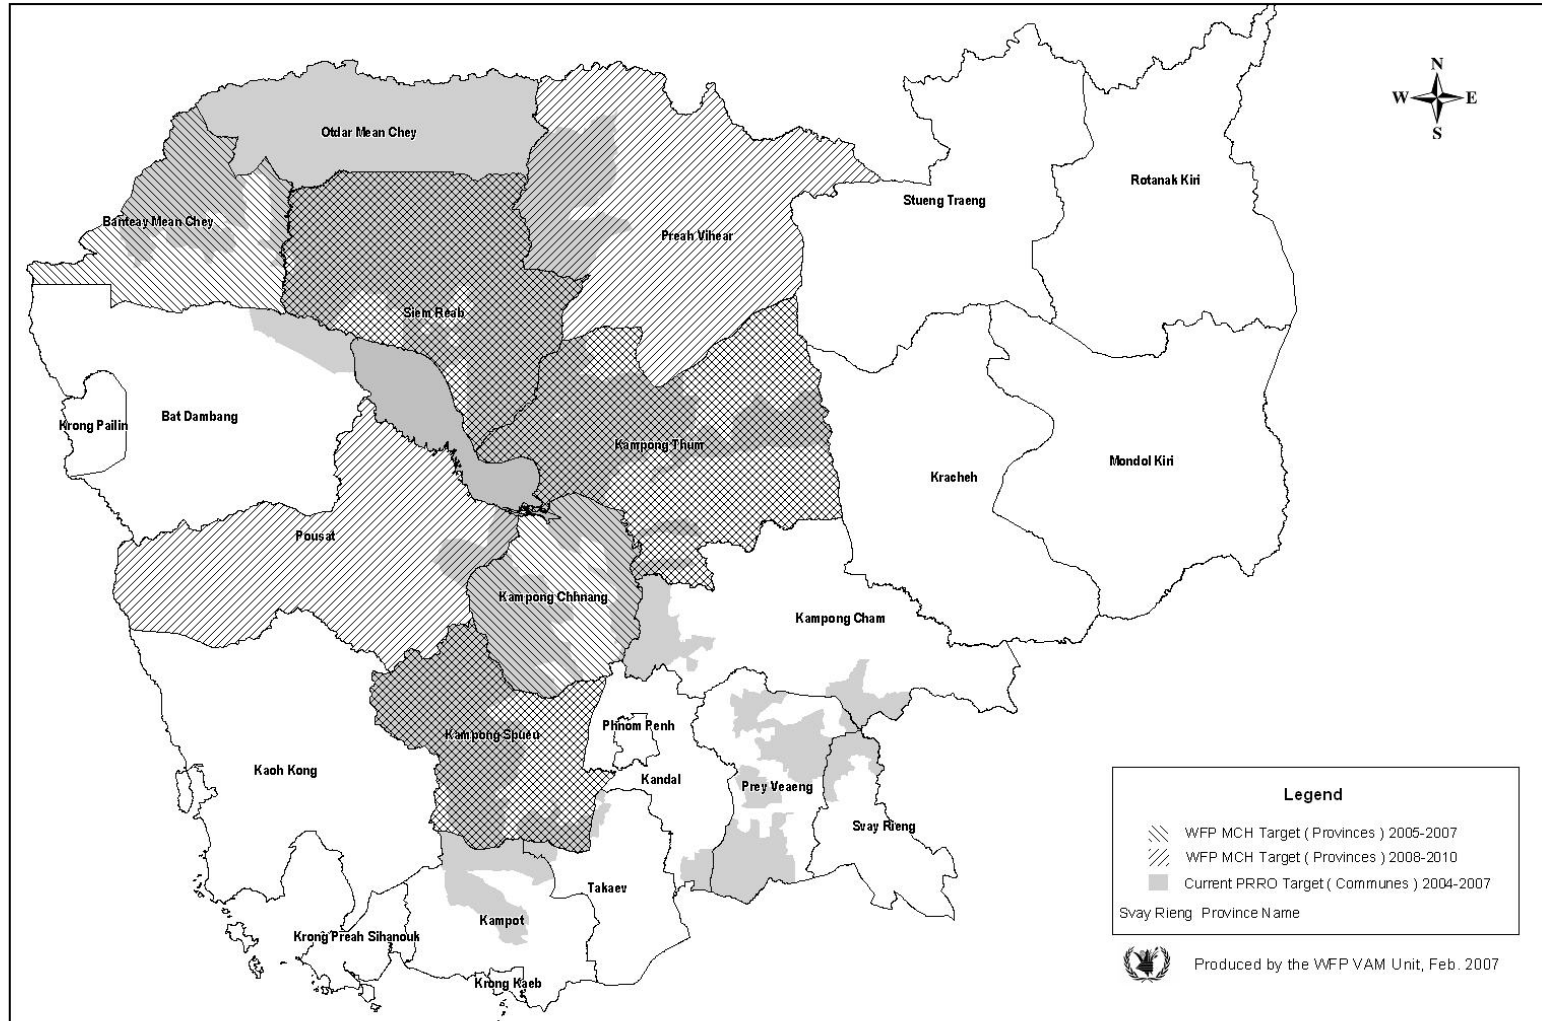 N
W E
S
Otdar Mean Chey
Rotanak Kiri
Stueng Traeng
Banteay Mean Chey
Preah Vihear
Siem Reab
Bat Dambang
Krong Pailin
Kampong Thum
Mondol Kiri
Kracheh
Pousat
Kampong Chhnang
Kampong Cham
Phnom Penh
Kampong Spueu
Kaoh Kong
Kandal
Prey Veaeng
Svay Rieng
Takaev
Kampot
Krong Preah Sihanouk
Krong Kaeb
Legend
WFP MCH Target ( Provinces ) 2005-2007
WFP MCH Target ( Provinces ) 2008-2010
Current PRRO Target ( Communes ) 2004-2007
Svay Rieng Province Name
Produced by the WFP VAM Unit, Feb. 2007